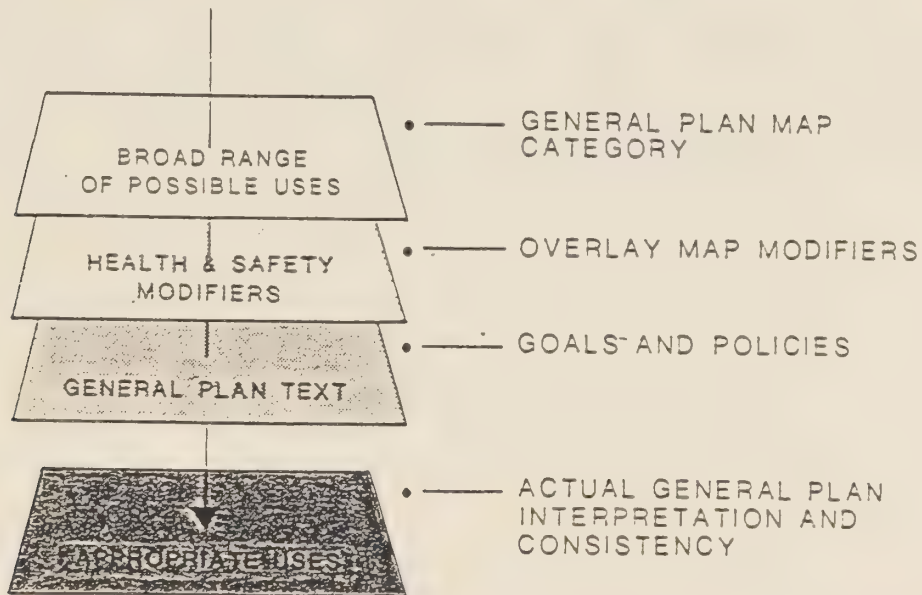 BROAD RANGE
OF POSSIBLE USES
GENERAL PLAN MAP
CATEGORY
HEALTH & SAFETY
MODIFIERS
OVERLAY MAP MODIFIERS
GENERAL PLAN TEXT
GOALS AND POLICIES
APPROPRIATE USES
ACTUAL GENERAL PLAN
INTERPRETATION AND
CONSISTENCY